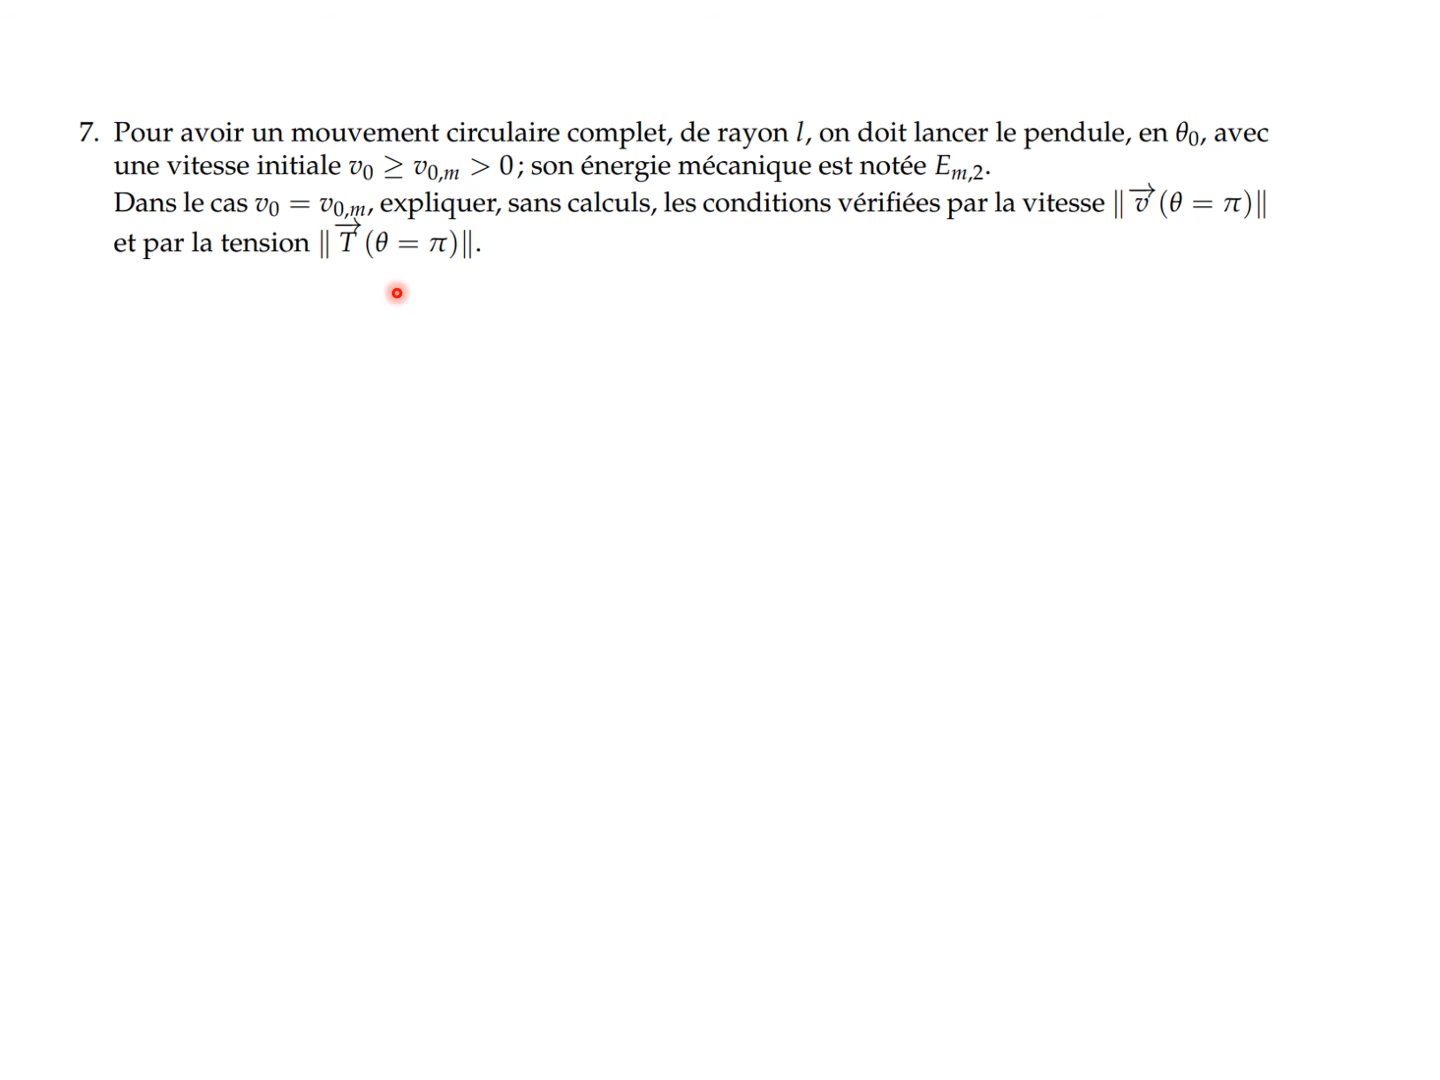 7. Pour avoir un mouvement circulaire complet, de rayon l, on doit lancer le pendule, en θ₀, avec
une vitesse initiale v₀ ≥ v₀,ₘ > 0 ; son énergie mécanique est notée Eₘ,₂.
Dans le cas v₀ = v₀,ₘ, expliquer, sans calculs, les conditions vérifiées par la vitesse ‖ v⃗ (θ = π)‖
et par la tension ‖ T⃗ (θ = π)‖.